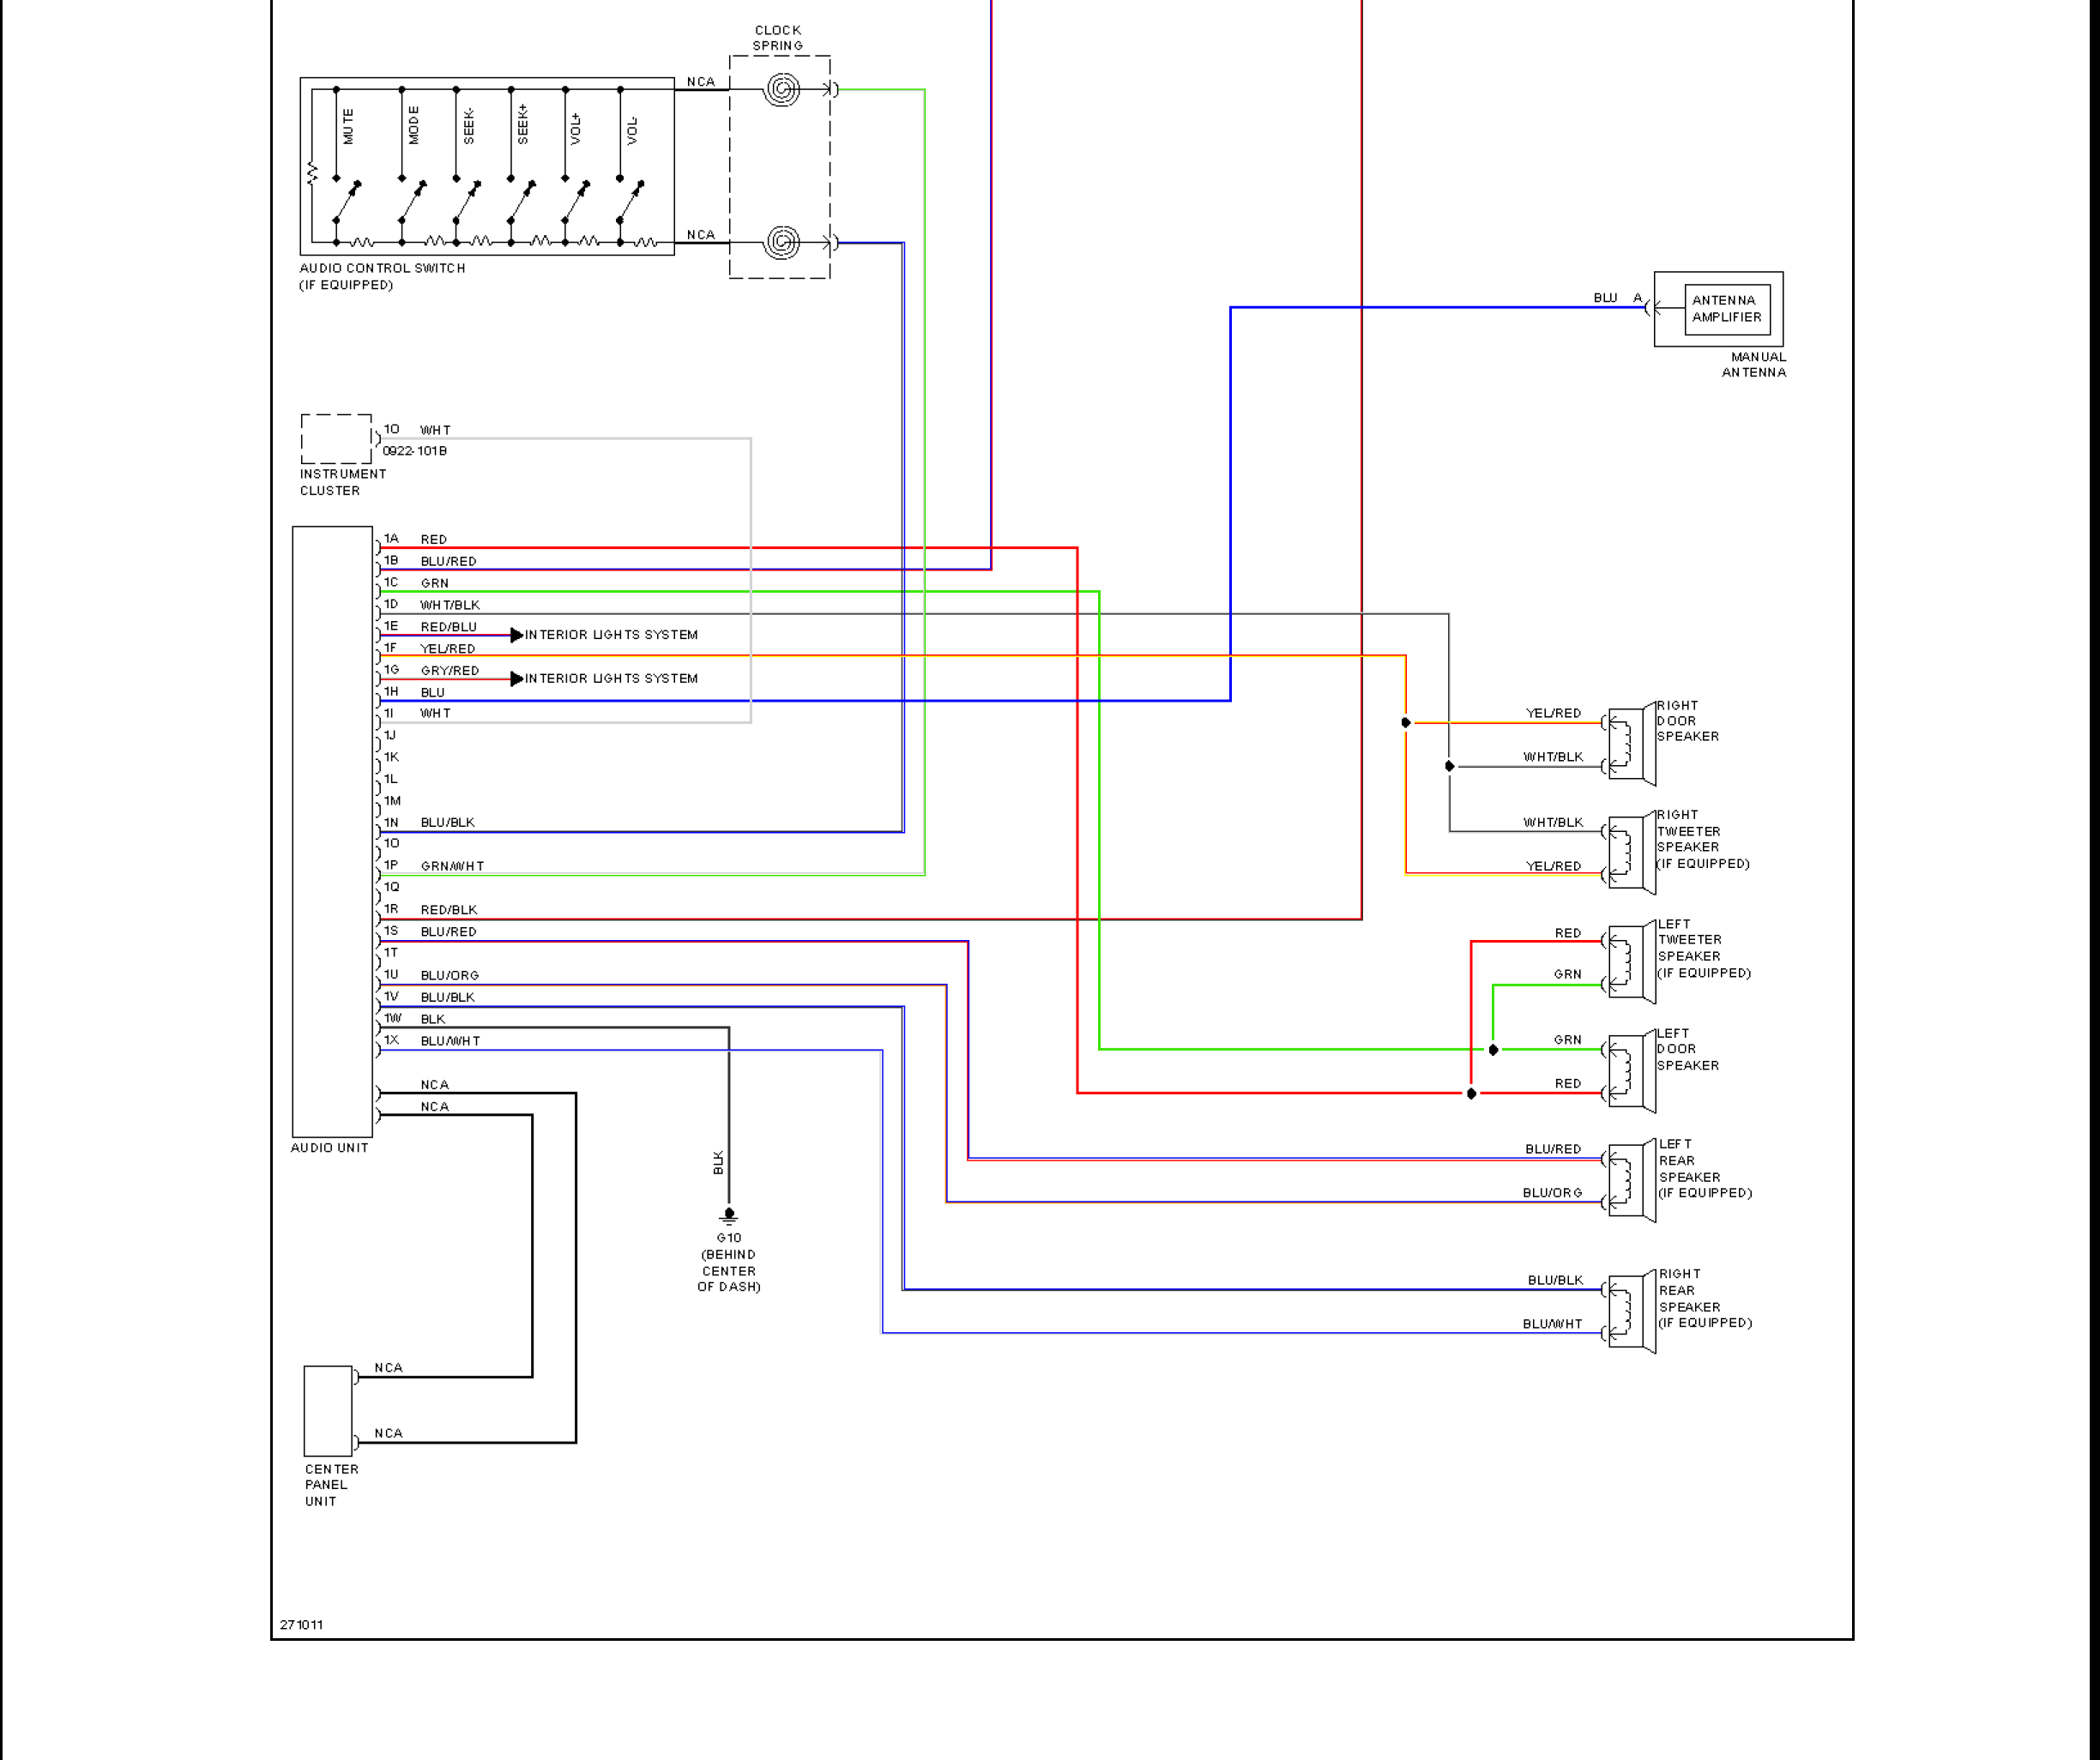 CLOCK
SPRING
NCA
MUTE
MODE
SEEK-
SEEK+
VOL+
VOL-
NCA
AUDIO CONTROL SWITCH
(IF EQUIPPED)
BLU A
ANTENNA
AMPLIFIER
MANUAL
ANTENNA
1O WHT
0922-101B
INSTRUMENT
CLUSTER
1A RED
1B BLU/RED
1C GRN
1D WHT/BLK
1E RED/BLU
INTERIOR LIGHTS SYSTEM
1F YEL/RED
1G GRY/RED
INTERIOR LIGHTS SYSTEM
1H BLU
1I WHT
1J
1K
1L
1M
1N BLU/BLK
1O
1P GRN/WHT
1Q
1R RED/BLK
1S BLU/RED
1T
1U BLU/ORG
1V BLU/BLK
1W BLK
1X BLU/WHT
NCA
NCA
AUDIO UNIT
YEL/RED
WHT/BLK
RIGHT
DOOR
SPEAKER
WHT/BLK
YEL/RED
RIGHT
TWEETER
SPEAKER
(IF EQUIPPED)
RED
GRN
LEFT
TWEETER
SPEAKER
(IF EQUIPPED)
GRN
RED
LEFT
DOOR
SPEAKER
BLU/RED
BLU/ORG
LEFT
REAR
SPEAKER
(IF EQUIPPED)
BLU/BLK
BLU/WHT
RIGHT
REAR
SPEAKER
(IF EQUIPPED)
BLK
G10
(BEHIND
CENTER
OF DASH)
NCA
NCA
CENTER
PANEL
UNIT
271011